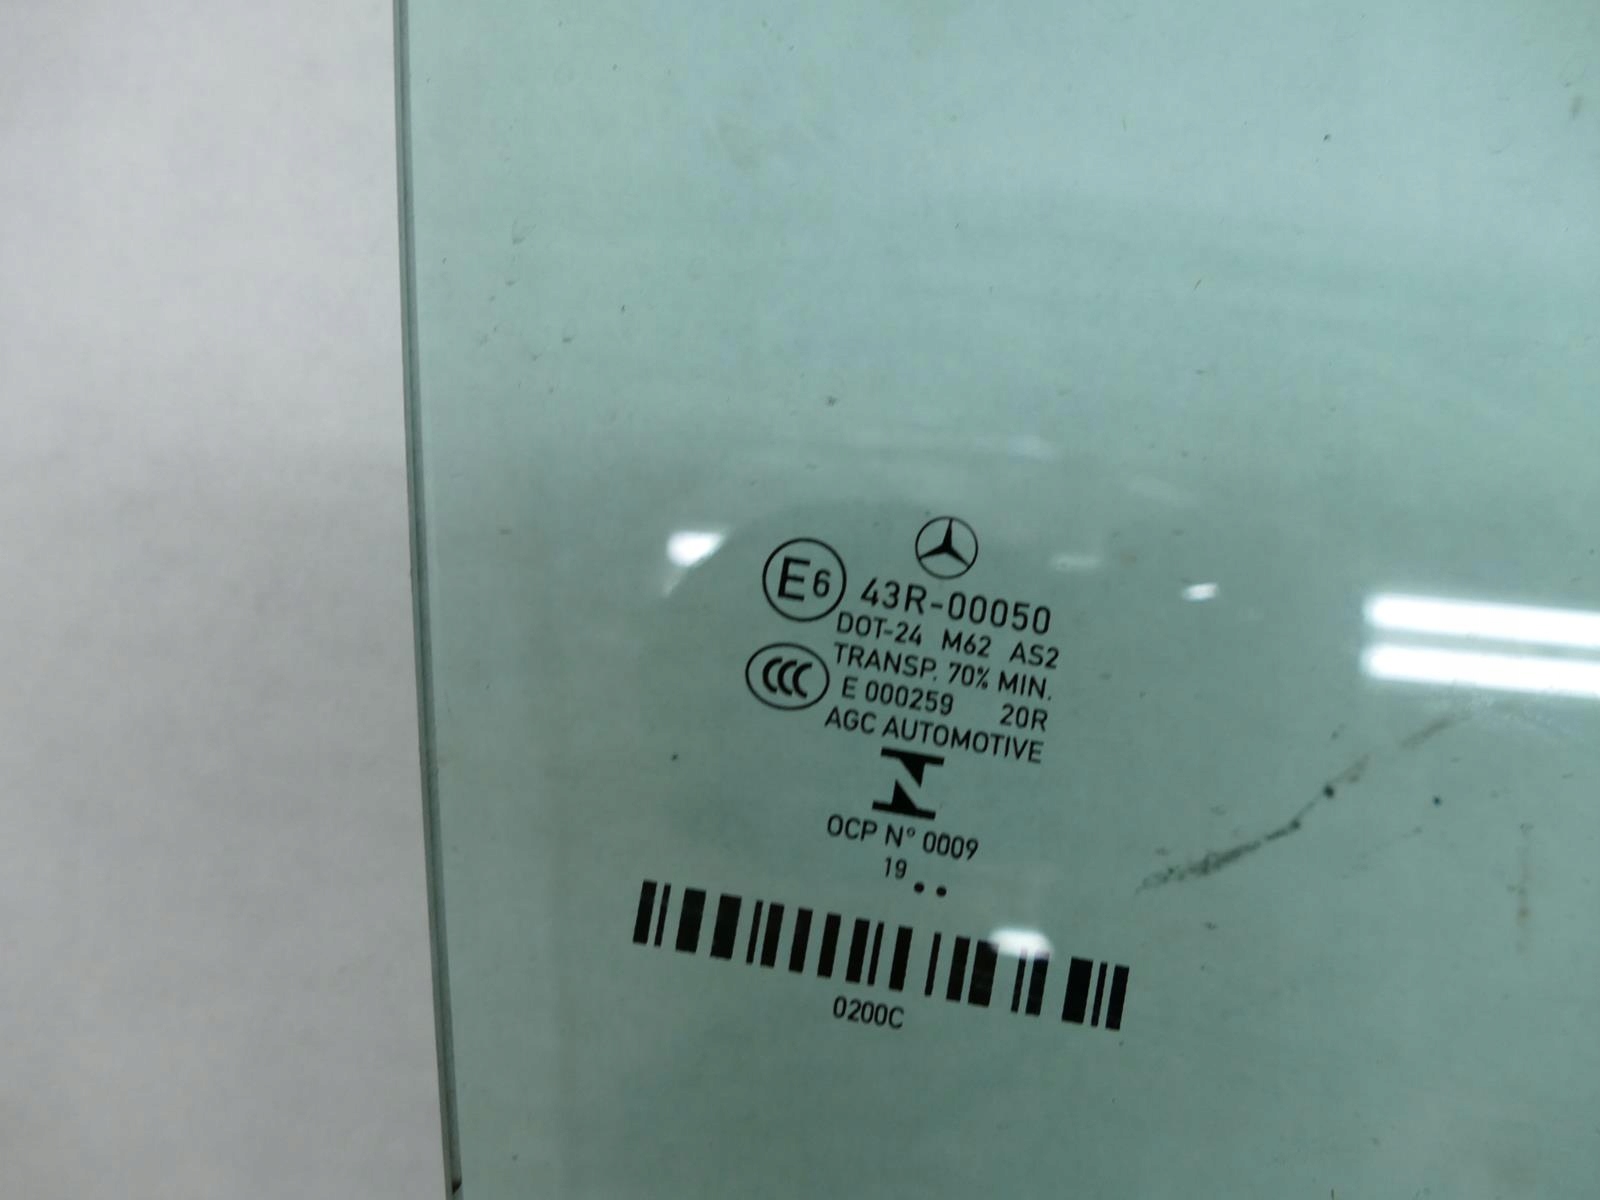 E6 43R-00050
DOT-24 M62 AS2
CCC TRANSP. 70% MIN.
E 000259 20R
AGC AUTOMOTIVE
OCP N° 0009
19 ..
0200C